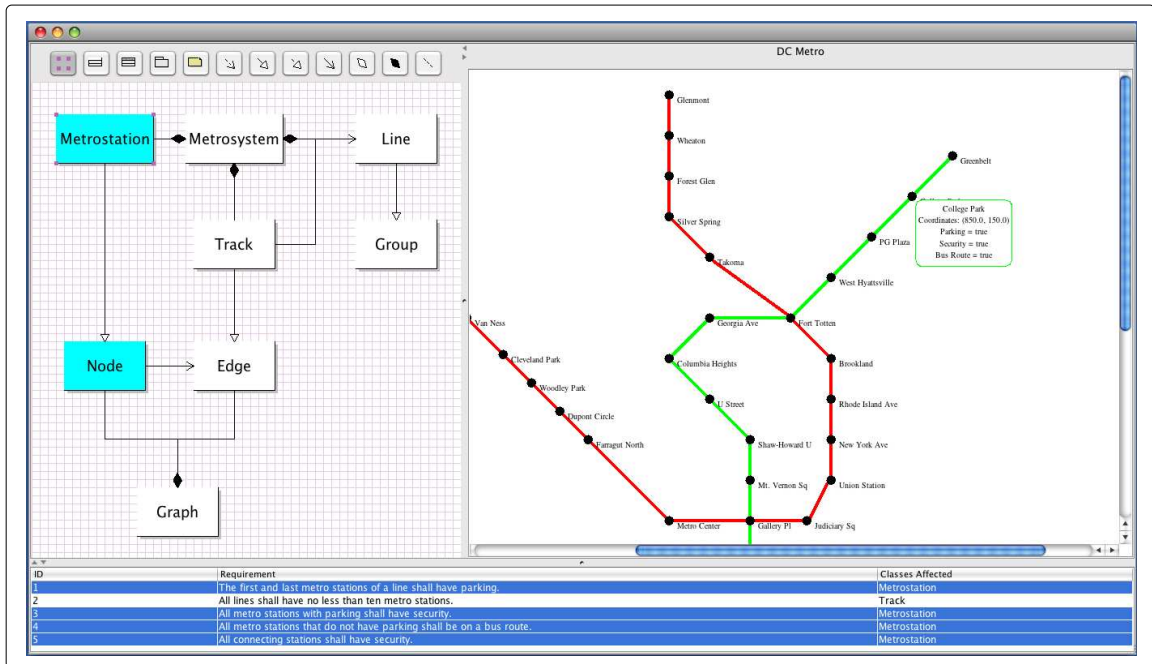 DC Metro
Metrostation
Metrosystem
Line
Track
Group
Node
Edge
Graph
Glenmont
Wheaton
Forest Glen
Silver Spring
Takoma
Greenbelt
College Park
Coordinates: (850.0, 150.0)
Parking = true
Security = true
Bus Route = true
PG Plaza
West Hyattsville
Van Ness
Georgia Ave
Fort Totten
Cleveland Park
Columbia Heights
Brookland
Woodley Park
U Street
Rhode Island Ave
Dupont Circle
Farragut North
Shaw-Howard U
New York Ave
Mt. Vernon Sq
Union Station
Metro Center
Gallery Pl
Judiciary Sq
ID Requirement Classes Affected
1 The first and last metro stations of a line shall have parking. Metrostation
2 All lines shall have no less than ten metro stations. Track
3 All metro stations with parking shall have security. Metrostation
4 All metro stations that do not have parking shall be on a bus route. Metrostation
5 All connecting stations shall have security. Metrostation